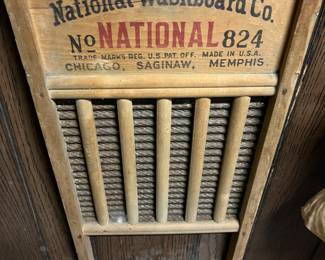 National Washboard Co.
No NATIONAL 824
TRADE MARKS REG. U.S. PAT. OFF. MADE IN U.S.A.
CHICAGO, SAGINAW, MEMPHIS